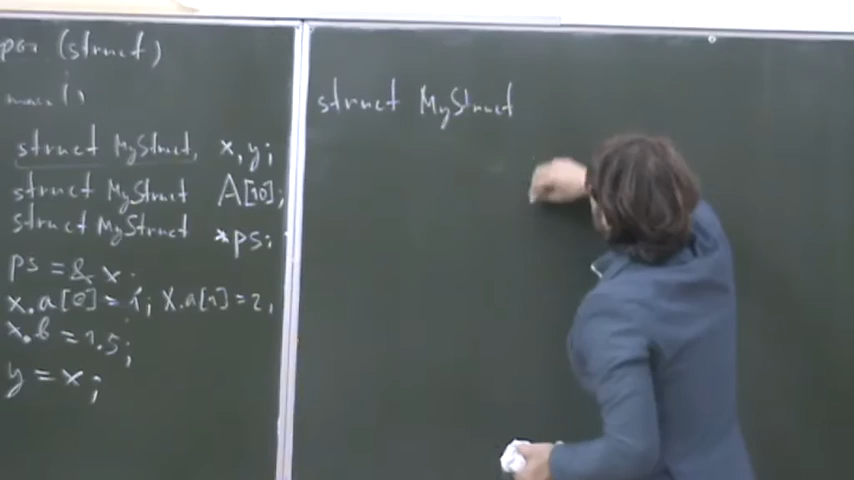 (struct)
main()
struct MyStruct x,y;
struct MyStruct A[10];
struct MyStruct *ps;
ps = & x.
x.a[0] = 1; x.a[1] = 2,
x.b = 1.5;
y = x;
struct MyStruct